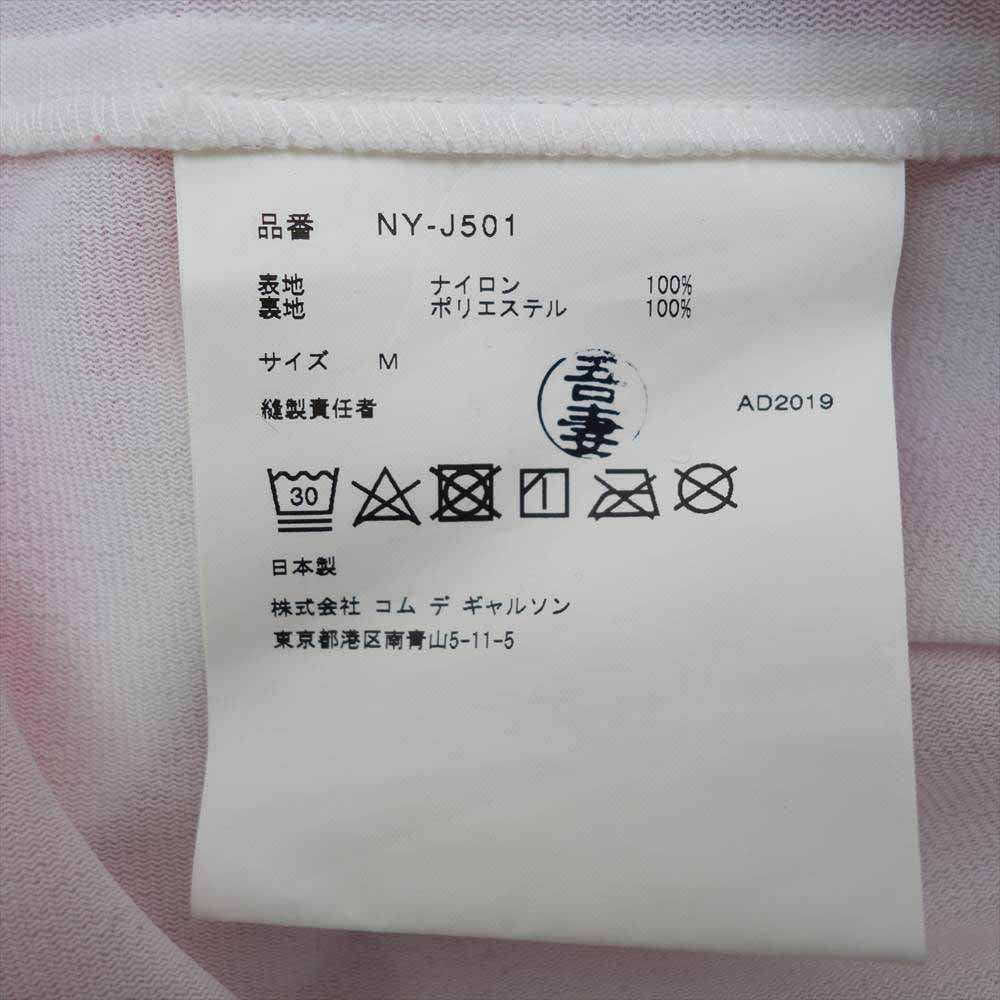 品番 NY-J501
表地 ナイロン 100%
裏地 ポリエステル 100%
サイズ M
縫製責任者 吾妻 AD2019
30
日本製
株式会社 コム デ ギャルソン
東京都港区南青山5-11-5